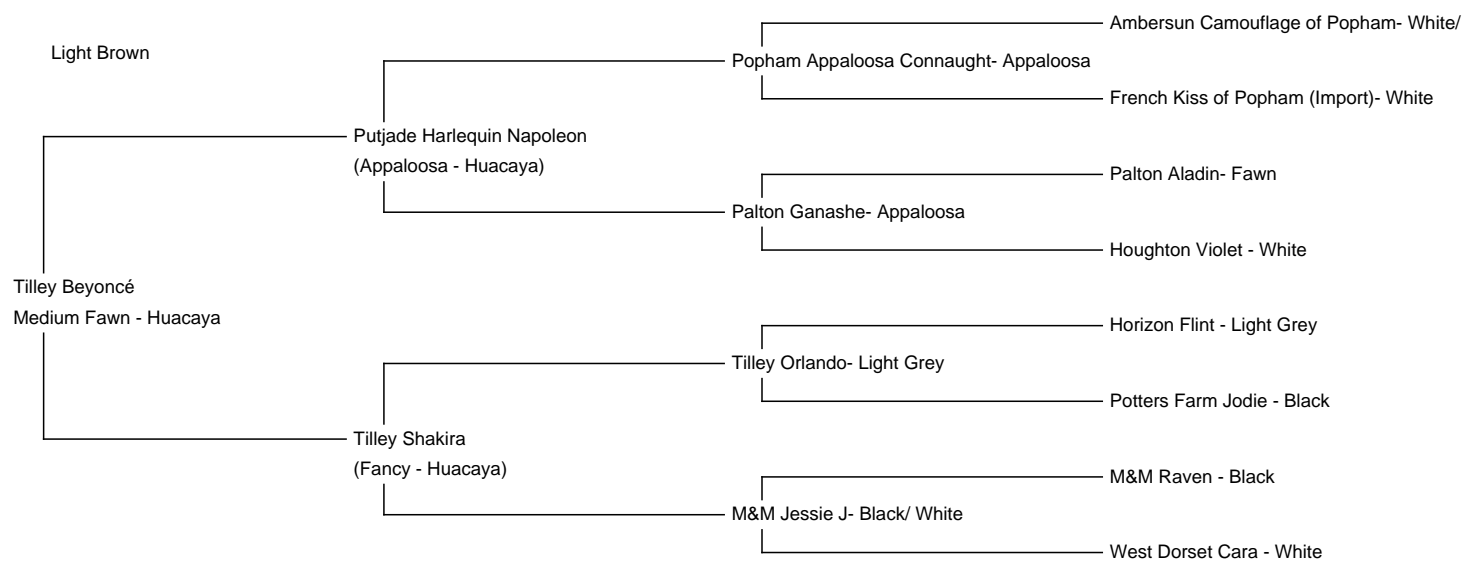 Ambersun Camouflage of Popham- White/
Light Brown
Popham Appaloosa Connaught- Appaloosa
French Kiss of Popham (Import)- White
Putjade Harlequin Napoleon
(Appaloosa - Huacaya)
Palton Aladin- Fawn
Palton Ganashe- Appaloosa
Houghton Violet - White
Tilley Beyoncé
Medium Fawn - Huacaya
Horizon Flint - Light Grey
Tilley Orlando- Light Grey
Potters Farm Jodie - Black
Tilley Shakira
(Fancy - Huacaya)
M&M Raven - Black
M&M Jessie J- Black/ White
West Dorset Cara - White